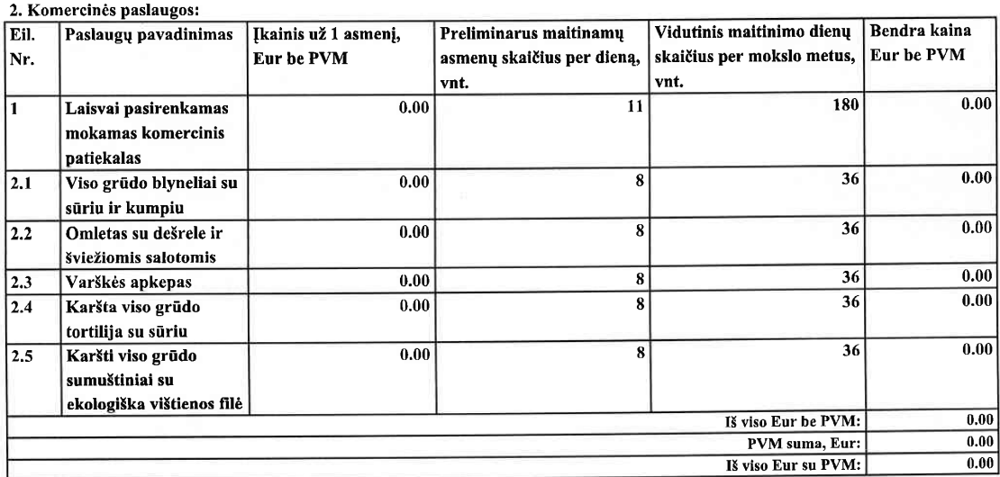 2. Komercinės paslaugos:
Eil. Nr. | Paslaugų pavadinimas | Įkainis už 1 asmenį, Eur be PVM | Preliminarus maitinamų asmenų skaičius per dieną, vnt. | Vidutinis maitinimo dienų skaičius per mokslo metus, vnt. | Bendra kaina Eur be PVM
1 | Laisvai pasirenkamas mokamas komercinis patiekalas | 0.00 | 11 | 180 | 0.00
2.1 | Viso grūdo blyneliai su sūriu ir kumpiu | 0.00 | 8 | 36 | 0.00
2.2 | Omletas su dešrele ir šviežiomis salotomis | 0.00 | 8 | 36 | 0.00
2.3 | Varškės apkepas | 0.00 | 8 | 36 | 0.00
2.4 | Karšta viso grūdo tortilija su sūriu | 0.00 | 8 | 36 | 0.00
2.5 | Karšti viso grūdo sumuštiniai su ekologiška vištienos filė | 0.00 | 8 | 36 | 0.00
Iš viso Eur be PVM: | 0.00
PVM suma, Eur: | 0.00
Iš viso Eur su PVM: | 0.00